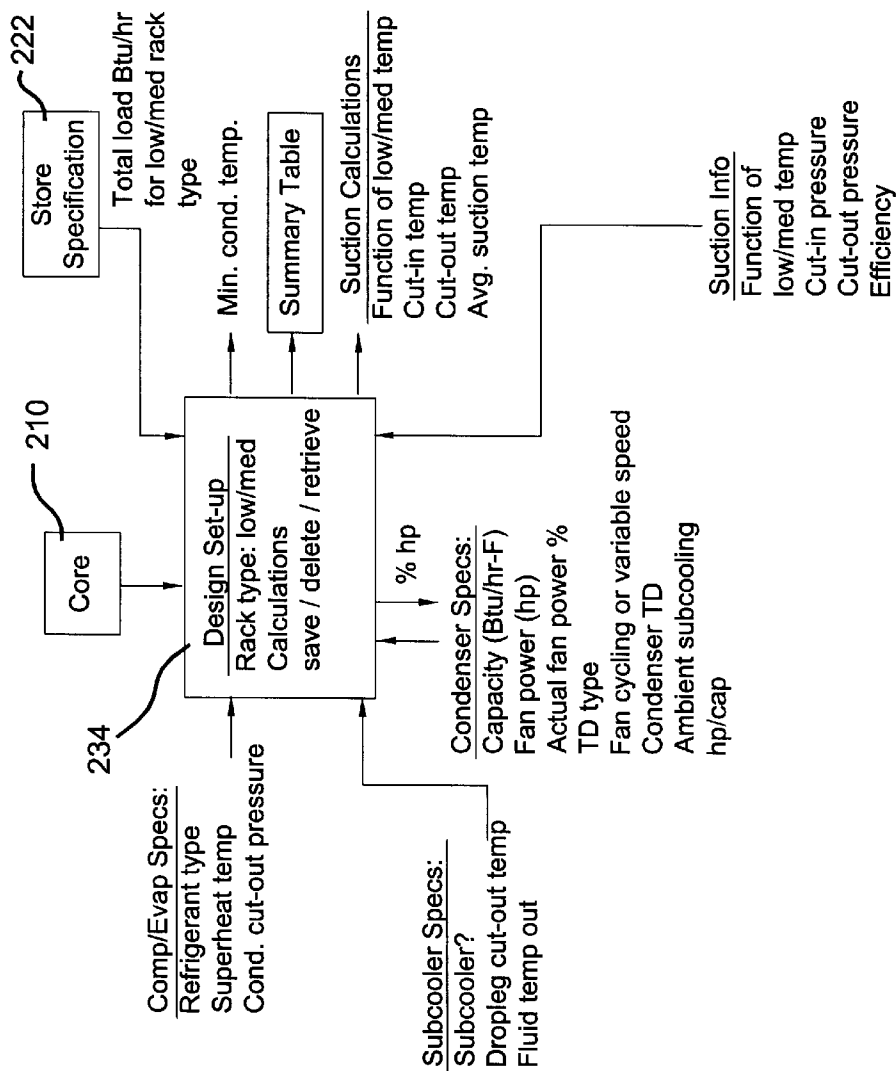 222
Store
Specification
Total load Btu/hr
for low/med rack
type
210
Core
Min. cond. temp.
Summary Table
Suction Calculations
Function of low/med temp
Cut-in temp
Cut-out temp
Avg. suction temp
Design Set-up
Rack type: low/med
Calculations
save / delete / retrieve
234
% hp
Comp/Evap Specs:
Refrigerant type
Superheat temp
Cond. cut-out pressure
Subcooler Specs:
Subcooler?
Dropleg cut-out temp
Fluid temp out
Condenser Specs:
Capacity (Btu/hr-F)
Fan power (hp)
Actual fan power %
TD type
Fan cycling or variable speed
Condenser TD
Ambient subcooling
hp/cap
Suction Info
Function of
low/med temp
Cut-in pressure
Cut-out pressure
Efficiency